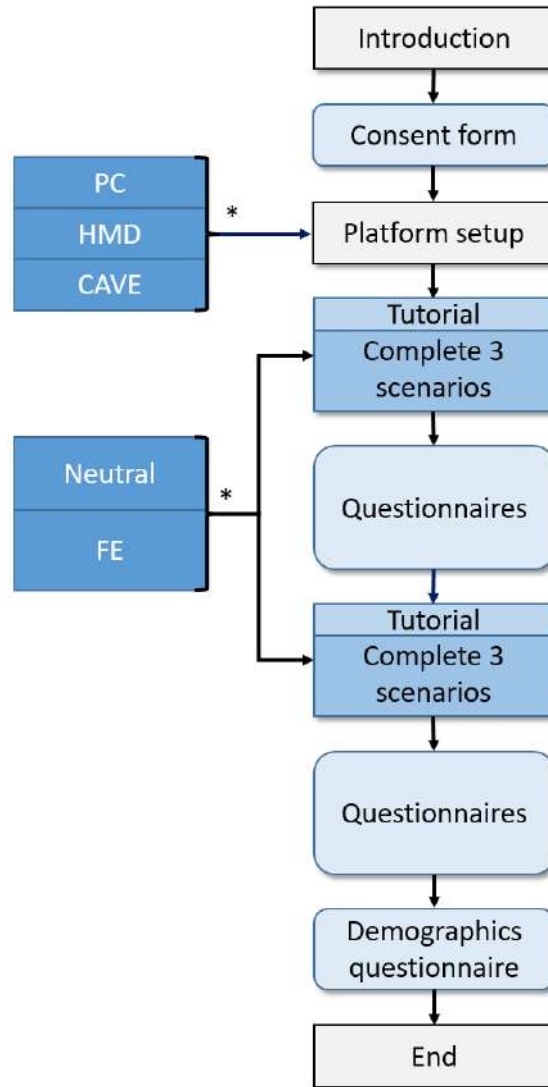 Introduction
Consent form
PC
HMD
CAVE
*
Platform setup
Tutorial
Complete 3
scenarios
Neutral
FE
*
Questionnaires
Tutorial
Complete 3
scenarios
Questionnaires
Demographics
questionnaire
End